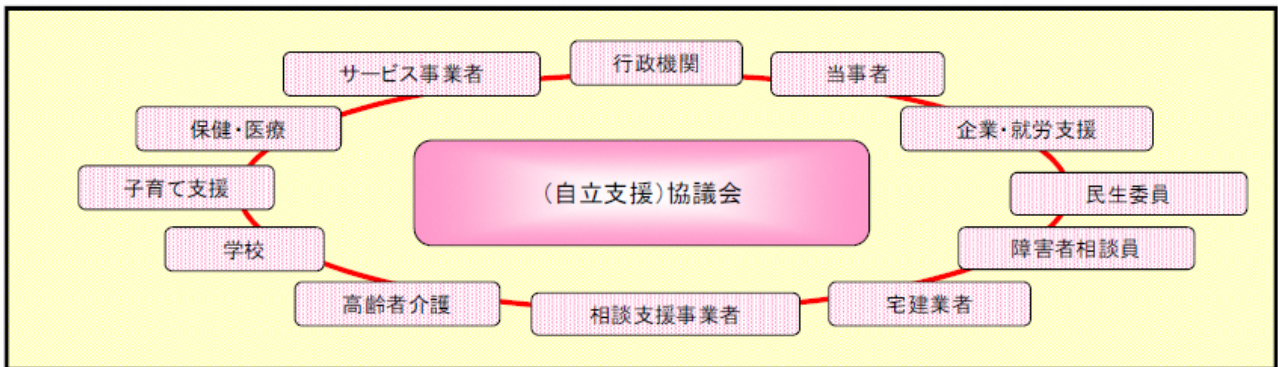 行政機関
サービス事業者
当事者
保健・医療
企業・就労支援
子育て支援
(自立支援)協議会
民生委員
学校
障害者相談員
高齢者介護
相談支援事業者
宅建業者